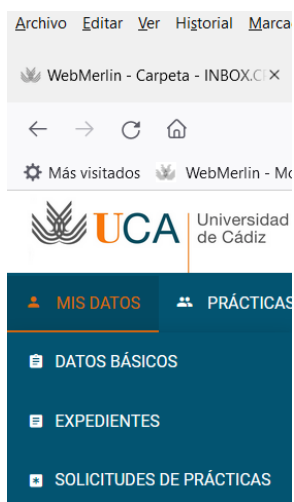 Archivo Editar Ver Historial Marca
WebMerlin - Carpeta - INBOX.C
Más visitados WebMerlin - Mo
UCA Universidad
de Cádiz
MIS DATOS PRÁCTICAS
DATOS BÁSICOS
EXPEDIENTES
SOLICITUDES DE PRÁCTICAS